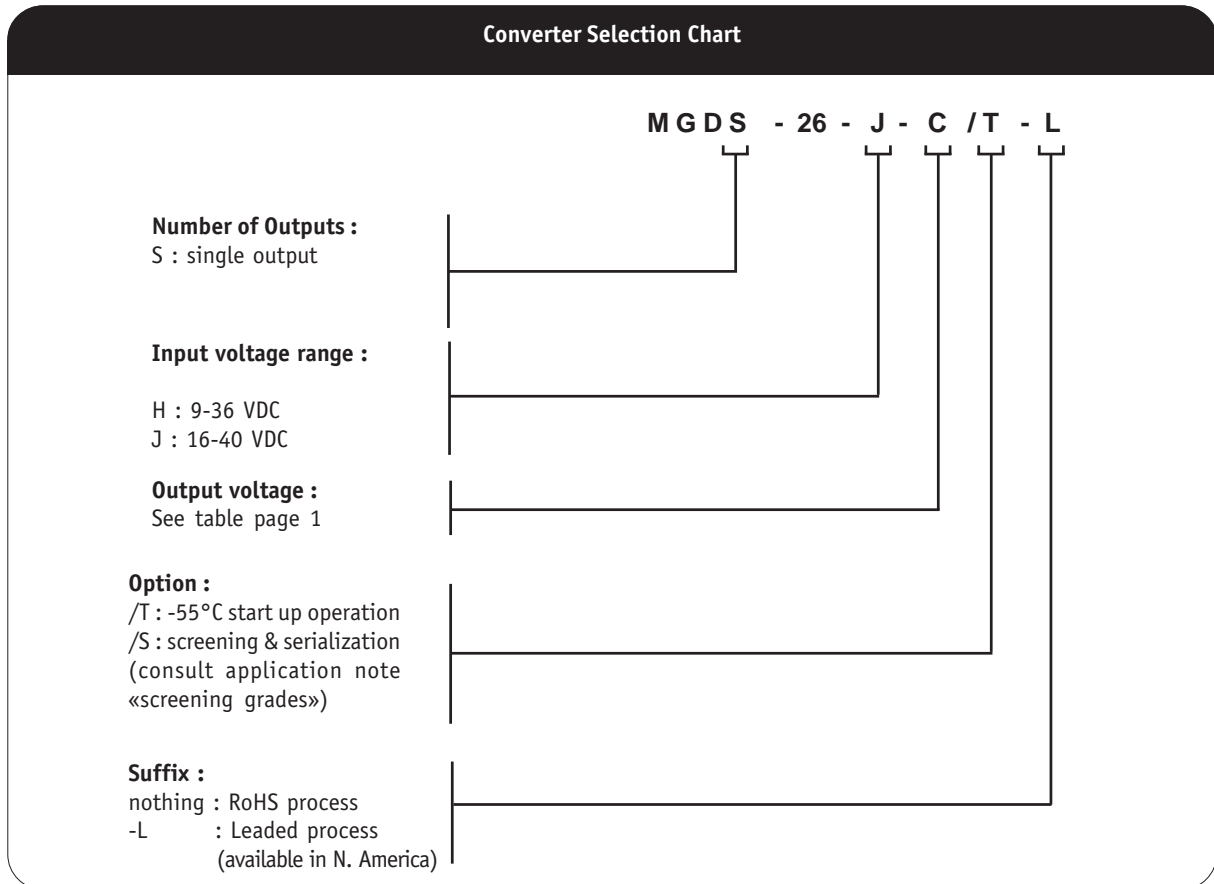 Converter Selection Chart
MGDS - 26 - J - C /T - L
Number of Outputs :
S : single output
Input voltage range :
H : 9-36 VDC
J : 16-40 VDC
Output voltage :
See table page 1
Option :
/T : -55°C start up operation
/S : screening & serialization
(consult application note
«screening grades»)
Suffix :
nothing : RoHS process
-L : Leaded process
(available in N. America)